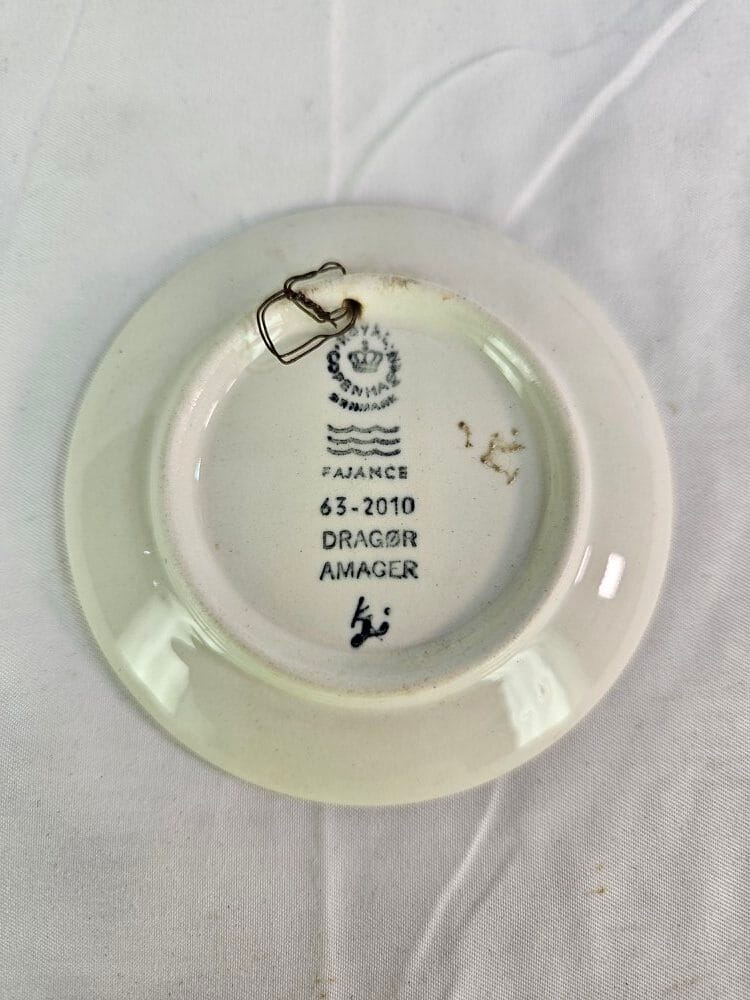 ROYAL COPENHAGEN
DENMARK
FAJANCE
63-2010
DRAGØR
AMAGER